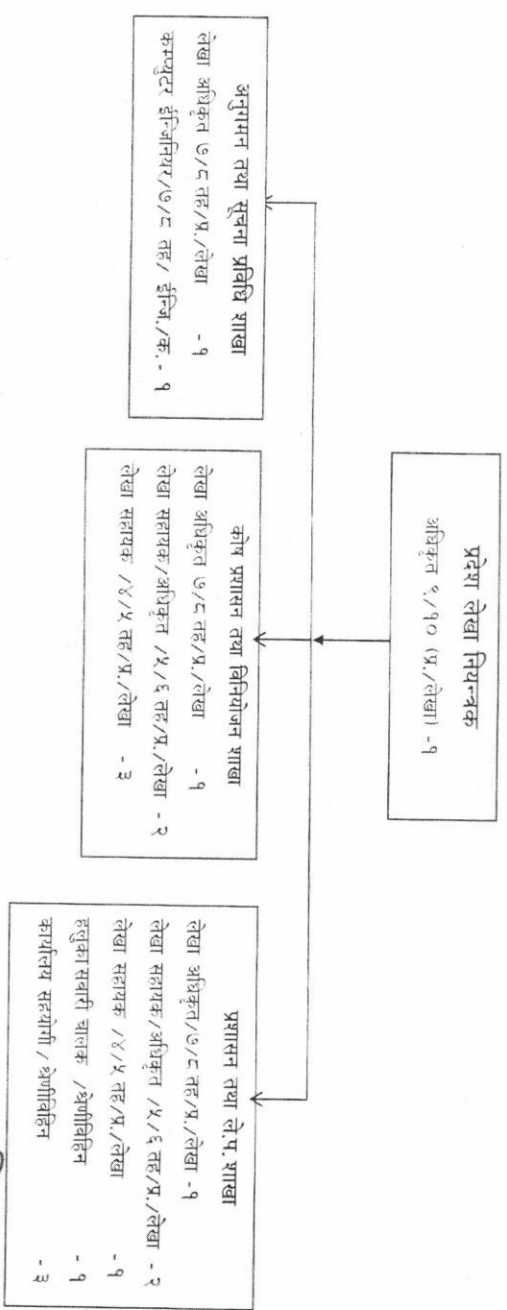 प्रदेश लेखा नियन्त्रक
अधिकृत ९/१० (प्र./लेखा) -१
अनुगमन तथा सूचना प्रविधि शाखा
लेखा अधिकृत ७/८ तह/प्र./लेखा -१
कम्प्युटर ईन्जिनियर/७/८ तह/ ईन्जि./क. - १
कोष प्रशासन तथा विनियोजन शाखा
लेखा अधिकृत ७/८ तह/प्र./लेखा -१
लेखा सहायक/अधिकृत /५/६ तह/प्र./लेखा - २
लेखा सहायक /४/५ तह/प्र./लेखा - ३
प्रशासन तथा ले.प. शाखा
लेखा अधिकृत/७/८ तह/प्र./लेखा -१
लेखा सहायक/अधिकृत /५/६ तह/प्र./लेखा - २
लेखा सहायक /४/५ तह/प्र./लेखा - १
हलुका सवारी चालक /श्रेणीविहिन - १
कार्यालय सहयोगी /श्रेणीविहिन - ३